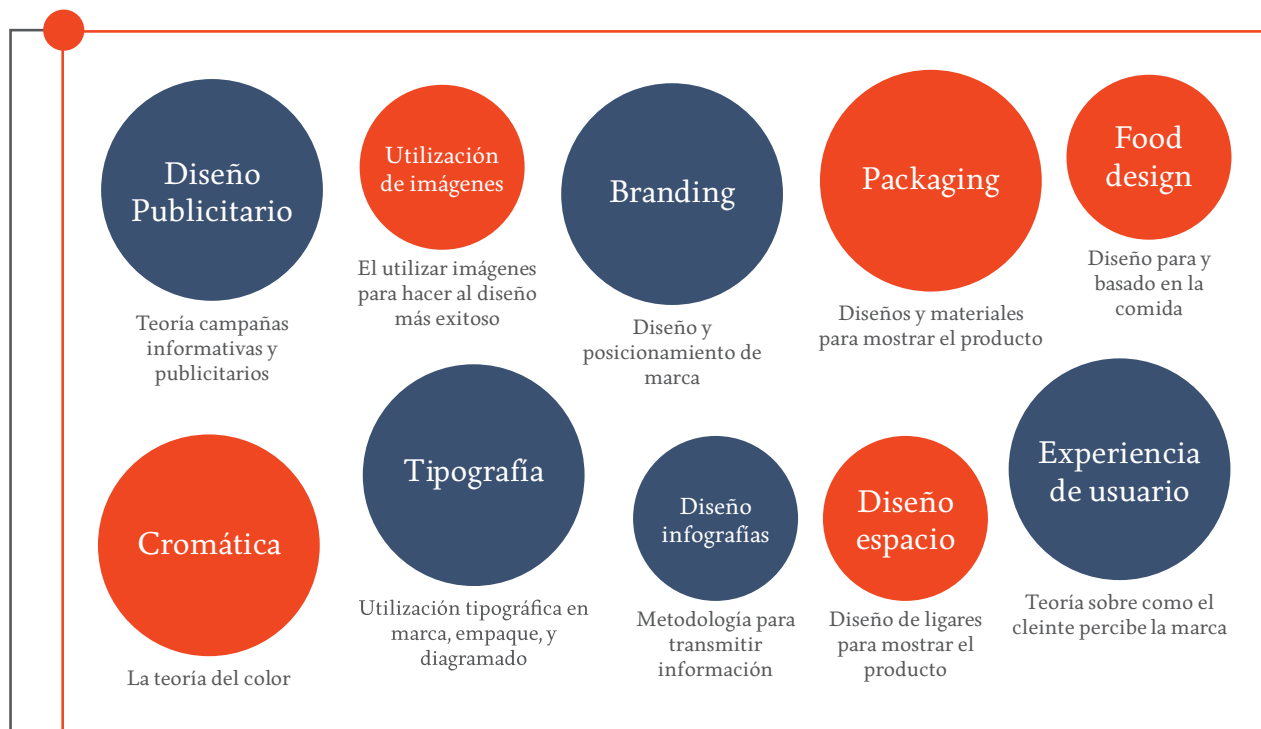 Diseño
Publicitario
Teoría campañas
informativas y
publicitarios
Utilización
de imágenes
El utilizar imágenes
para hacer al diseño
más exitoso
Branding
Diseño y
posicionamiento de
marca
Packaging
Diseños y materiales
para mostrar el producto
Food
design
Diseño para y
basado en la
comida
Cromática
La teoría del color
Tipografía
Utilización tipográfica en
marca, empaque, y
diagramado
Diseño
infografías
Metodología para
transmitir
información
Diseño
espacio
Diseño de ligares
para mostrar el
producto
Experiencia
de usuario
Teoría sobre como el
cleinte percibe la marca